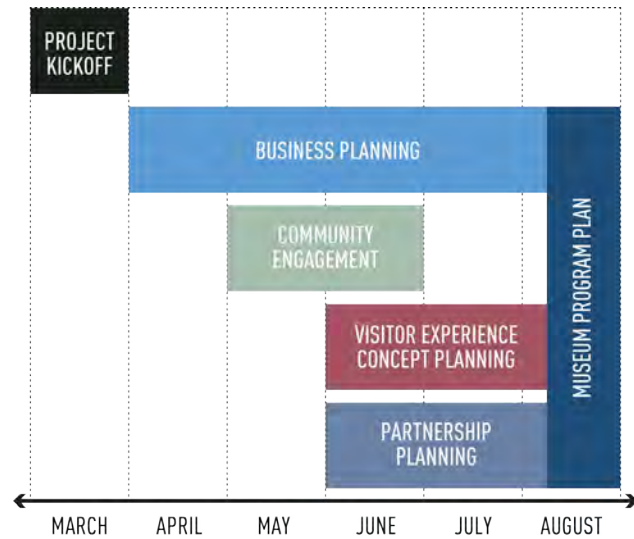 PROJECT
KICKOFF
BUSINESS PLANNING
COMMUNITY
ENGAGEMENT
VISITOR EXPERIENCE
CONCEPT PLANNING
PARTNERSHIP
PLANNING
MUSEUM PROGRAM PLAN
MARCH APRIL MAY JUNE JULY AUGUST